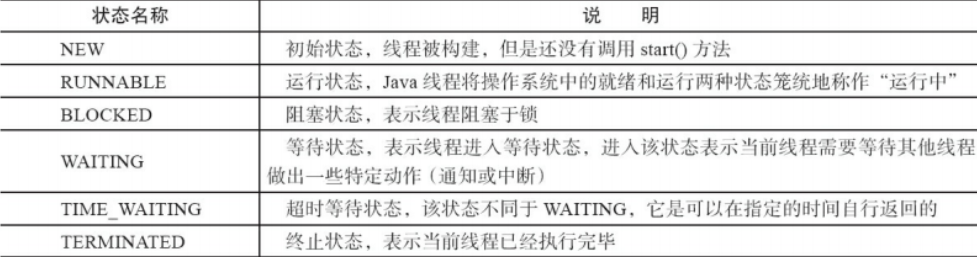 状态名称 说 明
NEW 初始状态，线程被构建，但是还没有调用 start() 方法
RUNNABLE 运行状态，Java 线程将操作系统中的就绪和运行两种状态笼统地称作“运行中”
BLOCKED 阻塞状态，表示线程阻塞于锁
WAITING 等待状态，表示线程进入等待状态，进入该状态表示当前线程需要等待其他线程
做出一些特定动作（通知或中断）
TIME_WAITING 超时等待状态，该状态不同于 WAITING，它是可以在指定的时间自行返回的
TERMINATED 终止状态，表示当前线程已经执行完毕